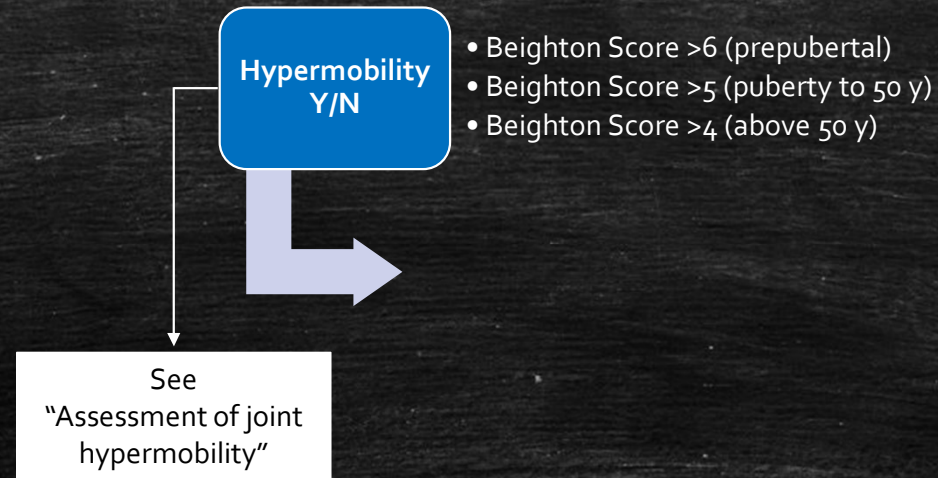 Hypermobility
Y/N
• Beighton Score >6 (prepubertal)
• Beighton Score >5 (puberty to 50 y)
• Beighton Score >4 (above 50 y)
See
“Assessment of joint
hypermobility”